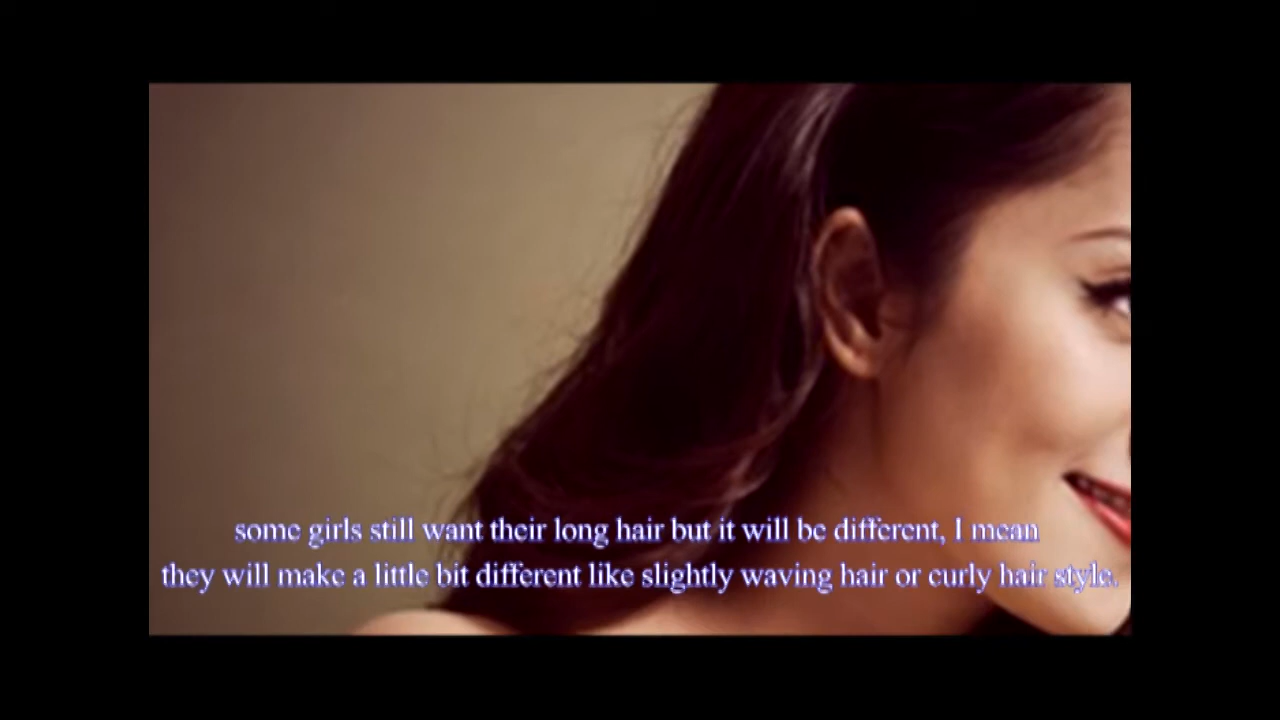 some girls still want their long hair but it will be different, I mean
they will make a little bit different like slightly waving hair or curly hair style.